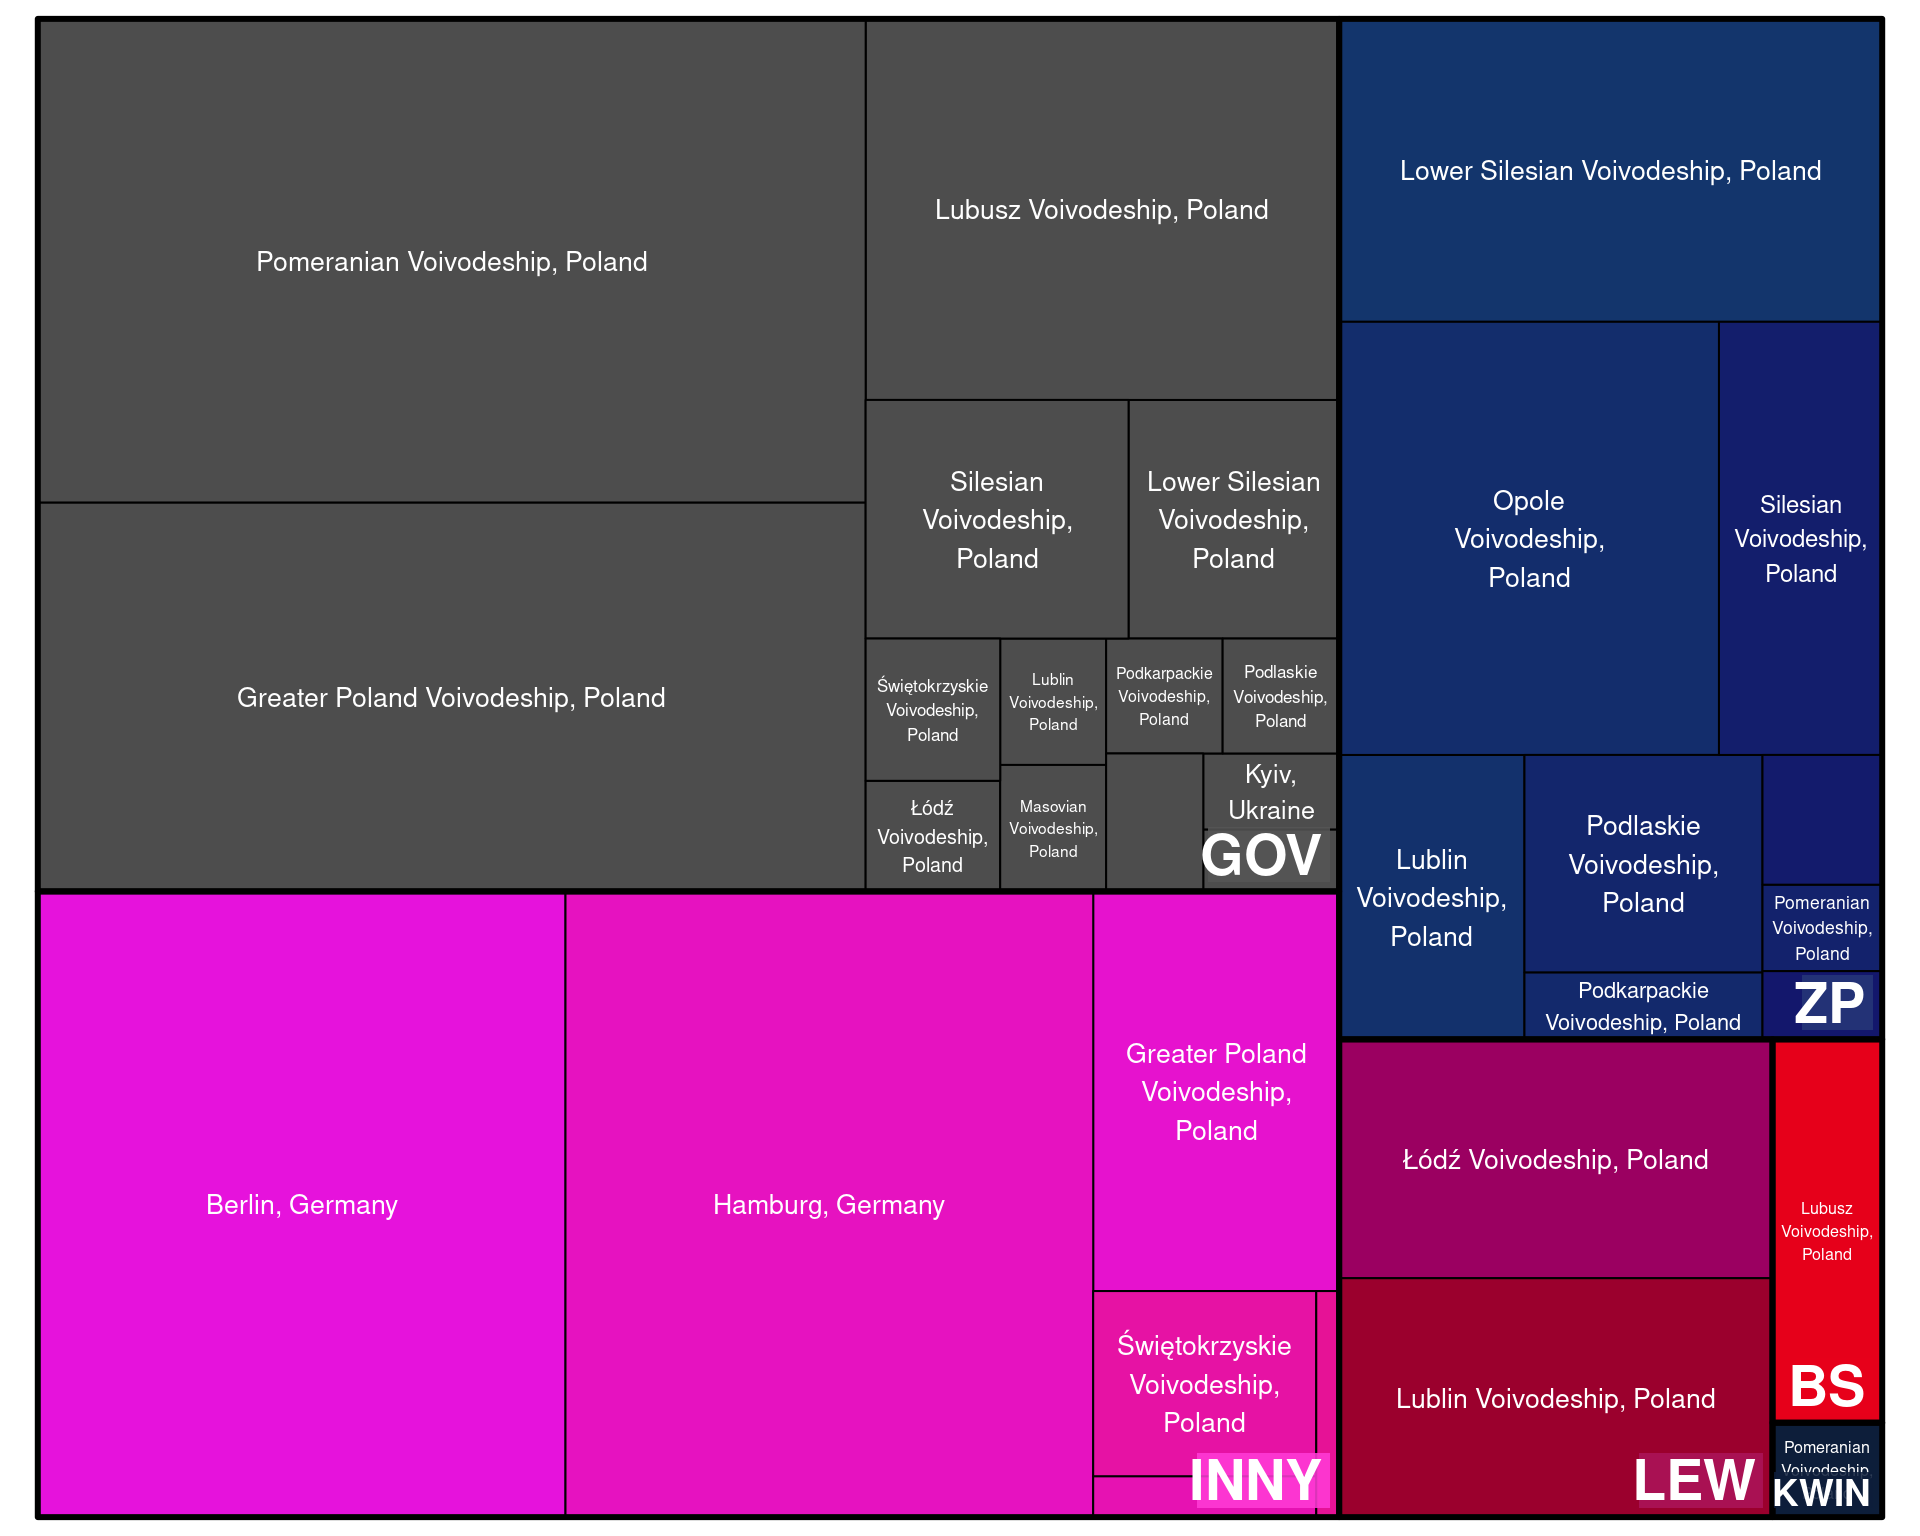 Pomeranian Voivodeship, Poland
Greater Poland Voivodeship, Poland
Lubusz Voivodeship, Poland
Silesian
Voivodeship,
Poland
Lower Silesian
Voivodeship,
Poland
Świętokrzyskie
Voivodeship,
Poland
Łódź
Voivodeship,
Poland
Lublin
Voivodeship,
Poland
Masovian
Voivodeship,
Poland
Podkarpackie
Voivodeship,
Poland
Podlaskie
Voivodeship,
Poland
Kyiv,
Ukraine
GOV
Berlin, Germany
Hamburg, Germany
Greater Poland
Voivodeship,
Poland
Świętokrzyskie
Voivodeship,
Poland
INNY
Lower Silesian Voivodeship, Poland
Opole
Voivodeship,
Poland
Silesian
Voivodeship,
Poland
Lublin
Voivodeship,
Poland
Podlaskie
Voivodeship,
Poland
Podkarpackie
Voivodeship, Poland
Pomeranian
Voivodeship,
Poland
ZP
Łódź Voivodeship, Poland
Lublin Voivodeship, Poland
LEW
Lubusz
Voivodeship,
Poland
BS
Pomeranian
Voivodeship,
KWIN